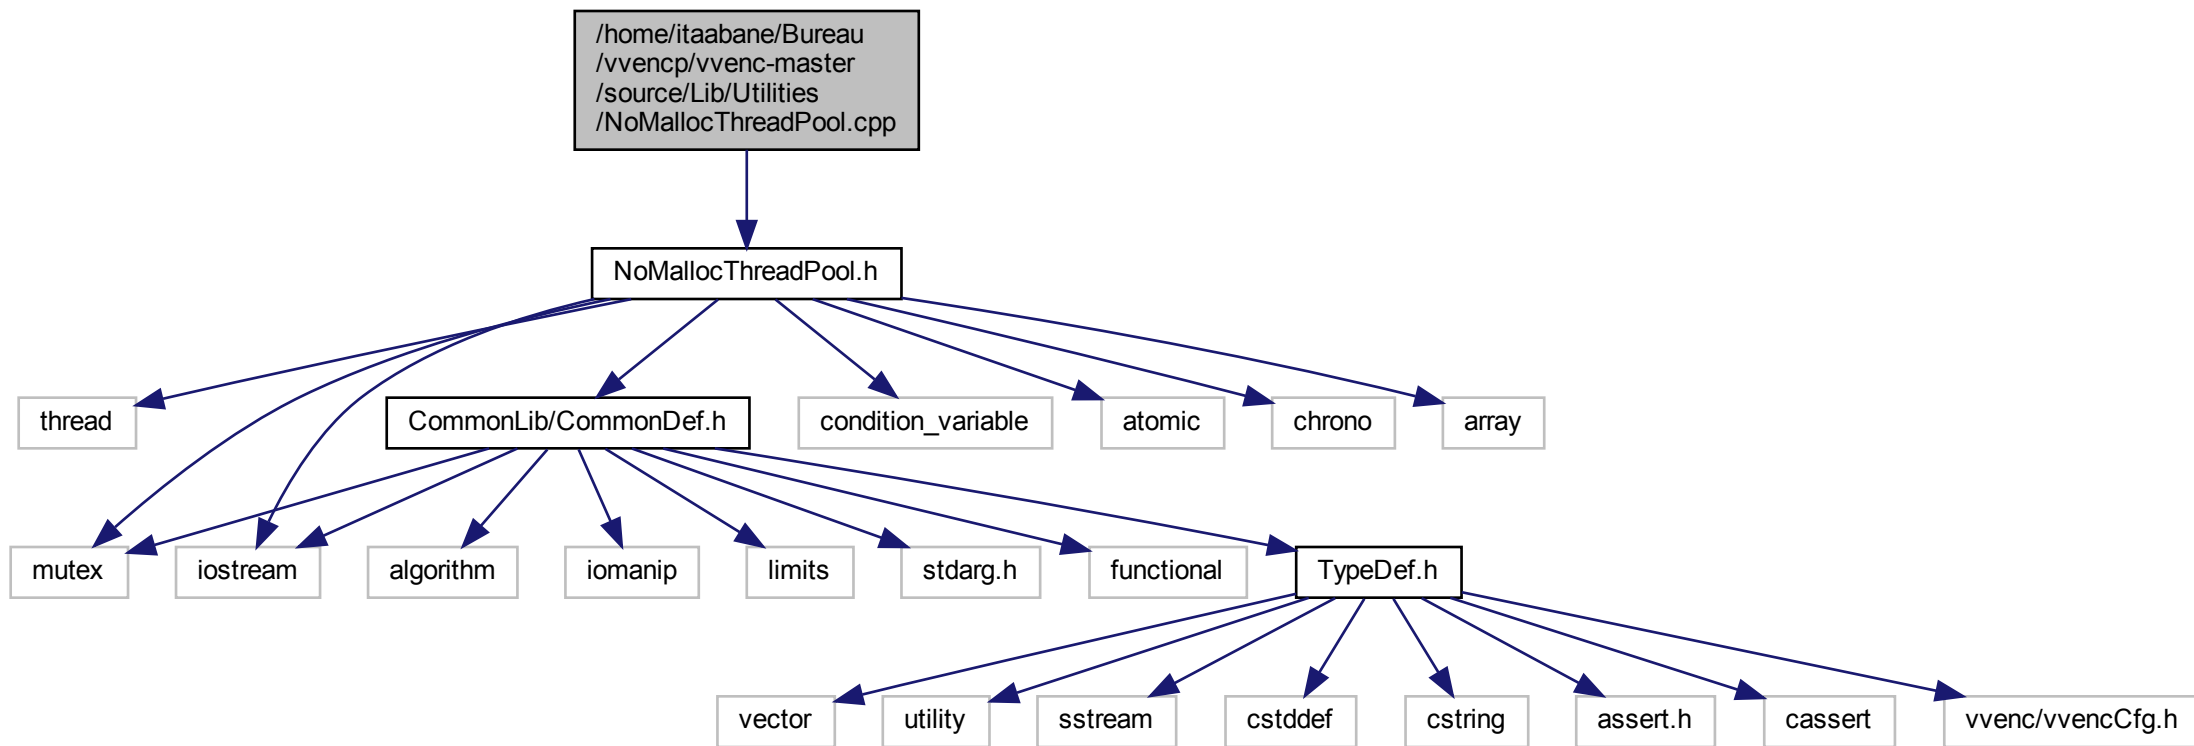 /home/itaabane/Bureau
/vvencp/vvenc-master
/source/Lib/Utilities
/NoMallocThreadPool.cpp
NoMallocThreadPool.h
thread
CommonLib/CommonDef.h
condition_variable
atomic
chrono
array
mutex
iostream
algorithm
iomanip
limits
stdarg.h
functional
TypeDef.h
vector
utility
sstream
cstddef
cstring
assert.h
cassert
vvenc/vvencCfg.h